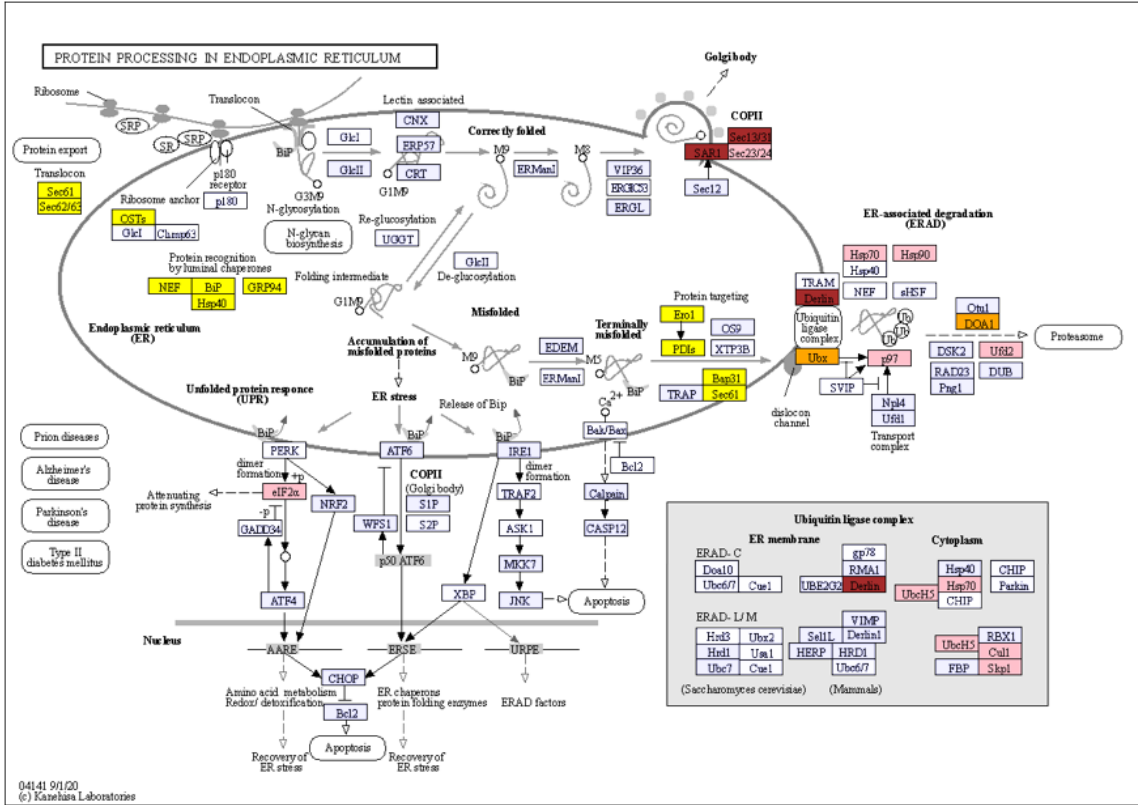 PROTEIN PROCESSING IN ENDOPLASMIC RETICULUM
Ribosome
SRP
SR
SRP
Protein export
Translocon
Sec61
Sec62/63
Ribosome anchor
p180
receptor
p180
OSTs
GlcI
Climp63
Translocon
BiP
G3M9
N-glycosylation
N-glycan
biosynthesis
GlcI
GlcII
Lectin associated
CNX
ERP57
CRT
BiP
G1M9
Correctly folded
M9
ERManI
M8
VIP36
ERGIC53
ERGL
Golgi body
COPII
Sec13/31
SAR1
Sec23/24
Sec12
Re-glucosylation
UGGT
GlcII
De-glucosylation
Protein recognition
by luminal chaperones
NEF
BiP
GRP94
Hsp40
Folding intermediate
G1M9
Misfolded
Endoplasmic reticulum
(ER)
Accumulation of
misfolded proteins
M9
BiP
EDEM
ERManI
Terminally
misfolded
M5
BiP
Protein targeting
Ero1
PDIs
OS9
XTP3B
Bap31
TRAP
Sec61
ER-associated degradation
(ERAD)
Hsp70
Hsp90
Hsp40
NEF
sHSF
TRAM
Derlin
Ubiquitin
ligase
complex
Ubx
Ub
Ub
Ub
p97
SVIP
dislocon
channel
Npl4
Ufd1
Transport
complex
Otu1
DOA1
DSK2
Ufd2
RAD23
DUB
Png1
Proteasome
Unfolded protein responce
(UPR)
ER stress
Release of Bip
Ca2+
BiP
PERK
BiP
ATF6
BiP
IRE1
Bak/Bax
Bcl2
Prion diseases
Alzheimer's
disease
Parkinson's
disease
Type II
diabetes mellitus
dimer
formation
+p
Attenuating
protein synthesis
eIF2α
-p
GADD34
NRF2
ATF4
COPII
(Golgi body)
S1P
S2P
WFS1
p50 ATF6
dimer
formation
TRAF2
ASK1
MKK7
JNK
XBP
Calpain
CASP12
Apoptosis
Nucleus
AARE
ERSE
URPE
CHOP
Bcl2
Apoptosis
Amino acid metabolism
Redox/ detoxification
ER chaperons
protein folding enzymes
ERAD factors
Recovery of
ER stress
Recovery of
ER stress
Ubiquitin ligase complex
ER membrane
Cytoplasm
ERAD- C
Doa10
Ubc6/7
Cue1
gp78
RMA1
UBE2G2
Derlin
Hsp40
UbcH5
Hsp70
CHIP
CHIP
Parkin
ERAD- L/ M
Hrd3
Ubx2
Hrd1
Usa1
Ubc7
Cue1
VIMP
Sel1L
Derlin1
HERP
HRD1
Ubc6/7
UbcH5
RBX1
Cul1
FBP
Skp1
(Saccharomyces cerevisiae)
(Mammals)
04141 9/1/20
(c) Kanehisa Laboratories